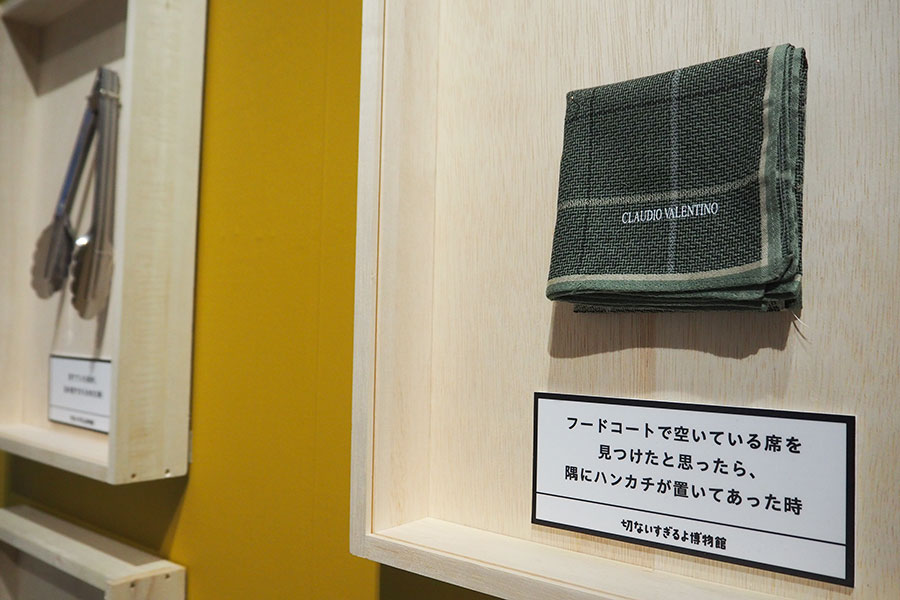 CLAUDIO VALENTINO
フードコートで空いている席を
見つけたと思ったら、
隅にハンカチが置いてあった時
切ないすぎるよ博物館